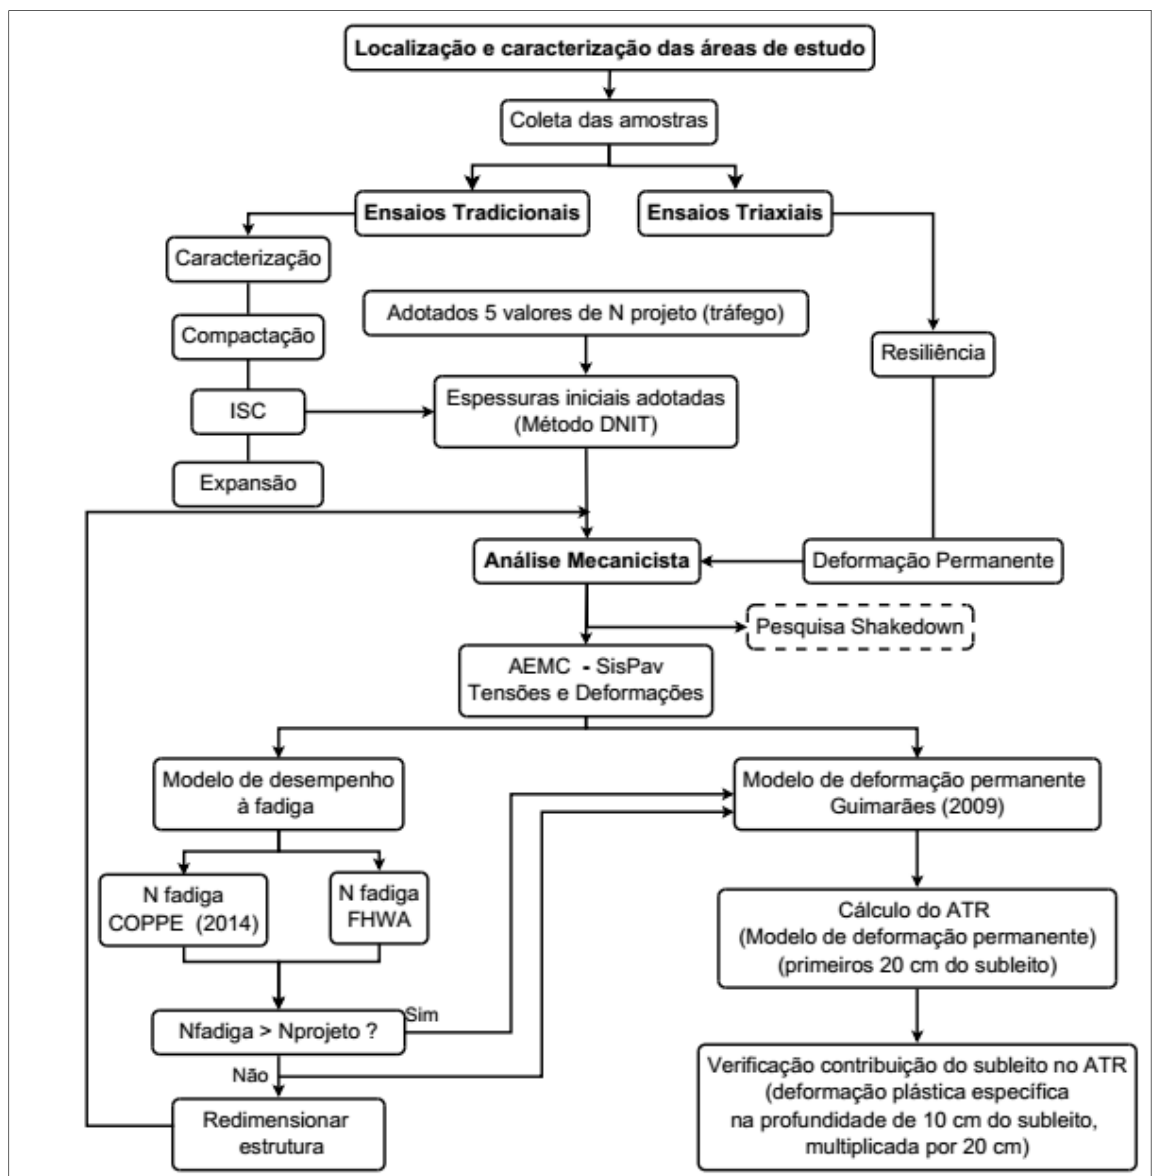 Localização e caracterização das áreas de estudo
Coleta das amostras
Ensaios Tradicionais
Ensaios Triaxiais
Caracterização
Adotados 5 valores de N projeto (tráfego)
Compactação
Resiliência
Espessuras iniciais adotadas
(Método DNIT)
ISC
Expansão
Análise Mecanicista
Deformação Permanente
Pesquisa Shakedown
AEMC - SisPav
Tensões e Deformações
Modelo de desempenho
à fadiga
Modelo de deformação permanente
Guimarães (2009)
N fadiga
COPPE (2014)
N fadiga
FHWA
Cálculo do ATR
(Modelo de deformação permanente)
(primeiros 20 cm do subleito)
Nfadiga > Nprojeto ?
Sim
Não
Redimensionar
estrutura
Verificação contribuição do subleito no ATR
(deformação plástica específica
na profundidade de 10 cm do subleito,
multiplicada por 20 cm)